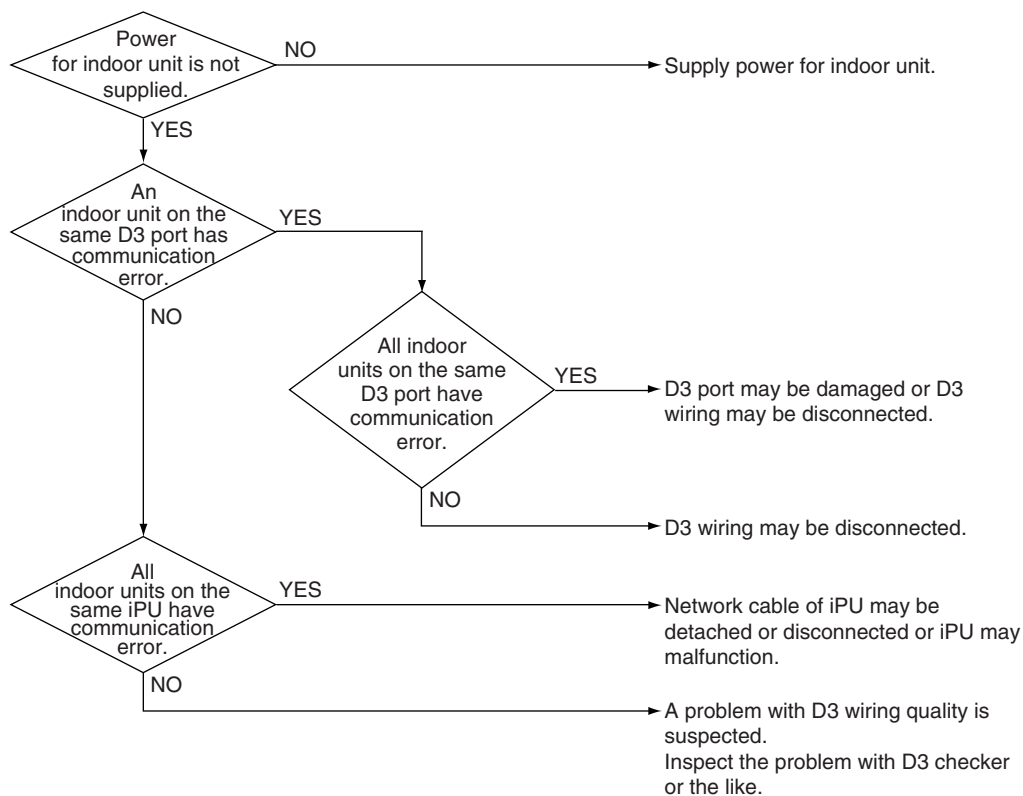 Power
for indoor unit is not
supplied.
NO
Supply power for indoor unit.
YES
An
indoor unit on the
same D3 port has
communication
error.
YES
NO
All indoor
units on the same
D3 port have
communication
error.
YES
D3 port may be damaged or D3
wiring may be disconnected.
NO
D3 wiring may be disconnected.
All
indoor units on the
same iPU have
communication
error.
YES
Network cable of iPU may be
detached or disconnected or iPU may
malfunction.
NO
A problem with D3 wiring quality is
suspected.
Inspect the problem with D3 checker
or the like.